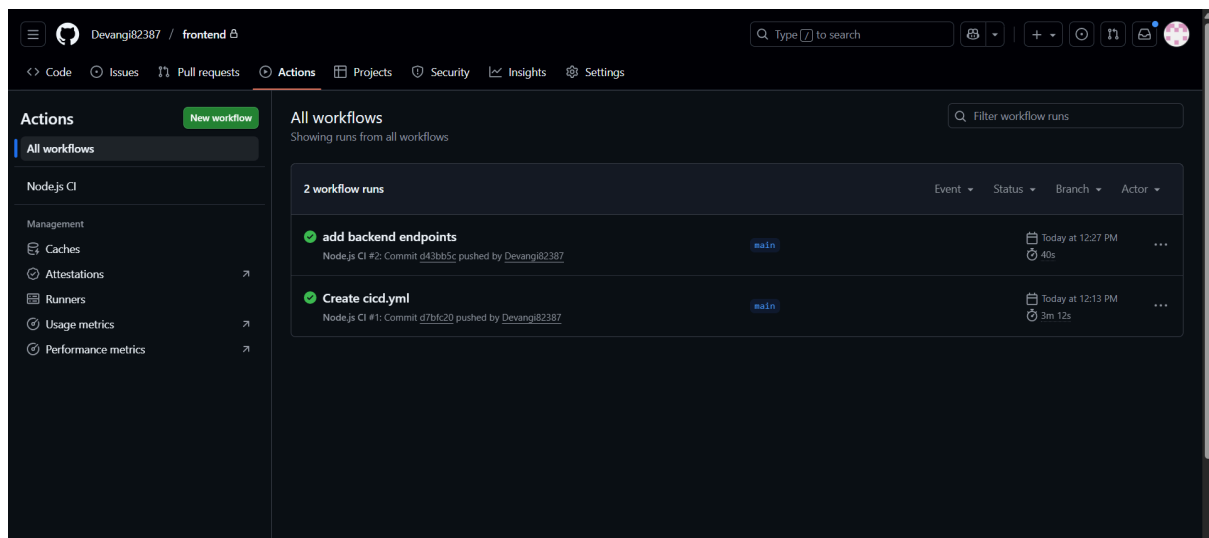 Devangi82387 / frontend
Type / to search
Code Issues Pull requests Actions Projects Security Insights Settings
Actions
New workflow
All workflows
Node.js CI
Management
Caches
Attestations
Runners
Usage metrics
Performance metrics
All workflows
Showing runs from all workflows
Filter workflow runs
2 workflow runs
Event Status Branch Actor
add backend endpoints
Node.js CI #2: Commit d43bb5c pushed by Devangi82387
main
Today at 12:27 PM
40s
Create cicd.yml
Node.js CI #1: Commit d7bfc20 pushed by Devangi82387
main
Today at 12:13 PM
3m 12s